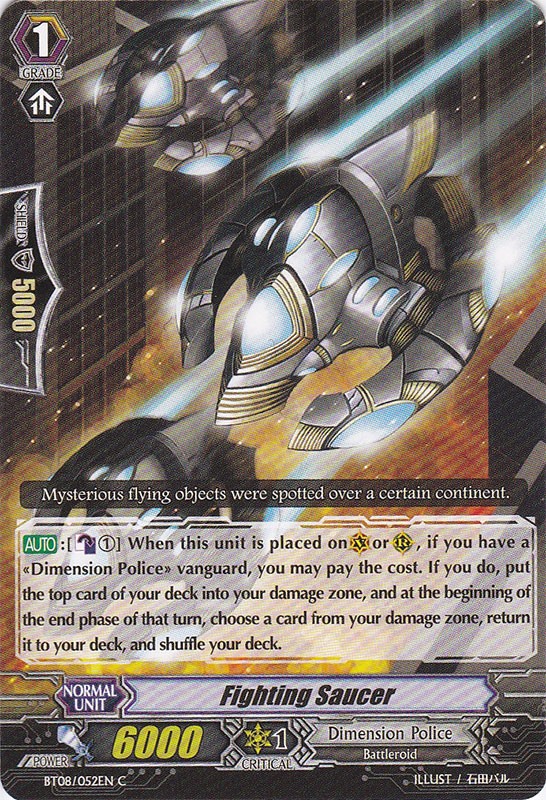 1
GRADE
SHIELD
5000
Mysterious flying objects were spotted over a certain continent.
AUTO:[①] When this unit is placed on V or R, if you have a
«Dimension Police» vanguard, you may pay the cost. If you do, put
the top card of your deck into your damage zone, and at the beginning of
the end phase of that turn, choose a card from your damage zone, return
it to your deck, and shuffle your deck.
NORMAL
UNIT
Fighting Saucer
POWER
6000
1
CRITICAL
Dimension Police
Battleroid
BT08/052EN C
ILLUST / 石田バル